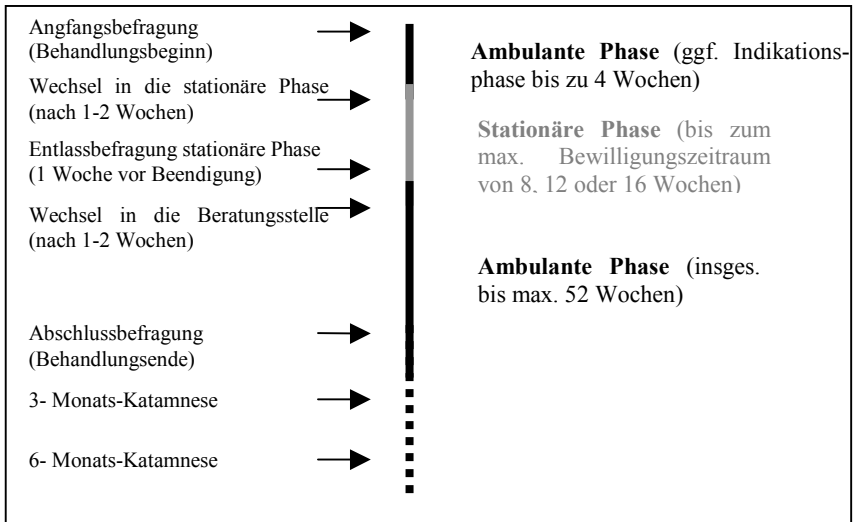 Angfangsbefragung
(Behandlungsbeginn)
Wechsel in die stationäre Phase
(nach 1-2 Wochen)
Entlassbefragung stationäre Phase
(1 Woche vor Beendigung)
Wechsel in die Beratungsstelle
(nach 1-2 Wochen)
Abschlussbefragung
(Behandlungsende)
3- Monats-Katamnese
6- Monats-Katamnese
Ambulante Phase (ggf. Indikations-
phase bis zu 4 Wochen)
Stationäre Phase (bis zum
max. Bewilligungszeitraum
von 8, 12 oder 16 Wochen)
Ambulante Phase (insges.
bis max. 52 Wochen)